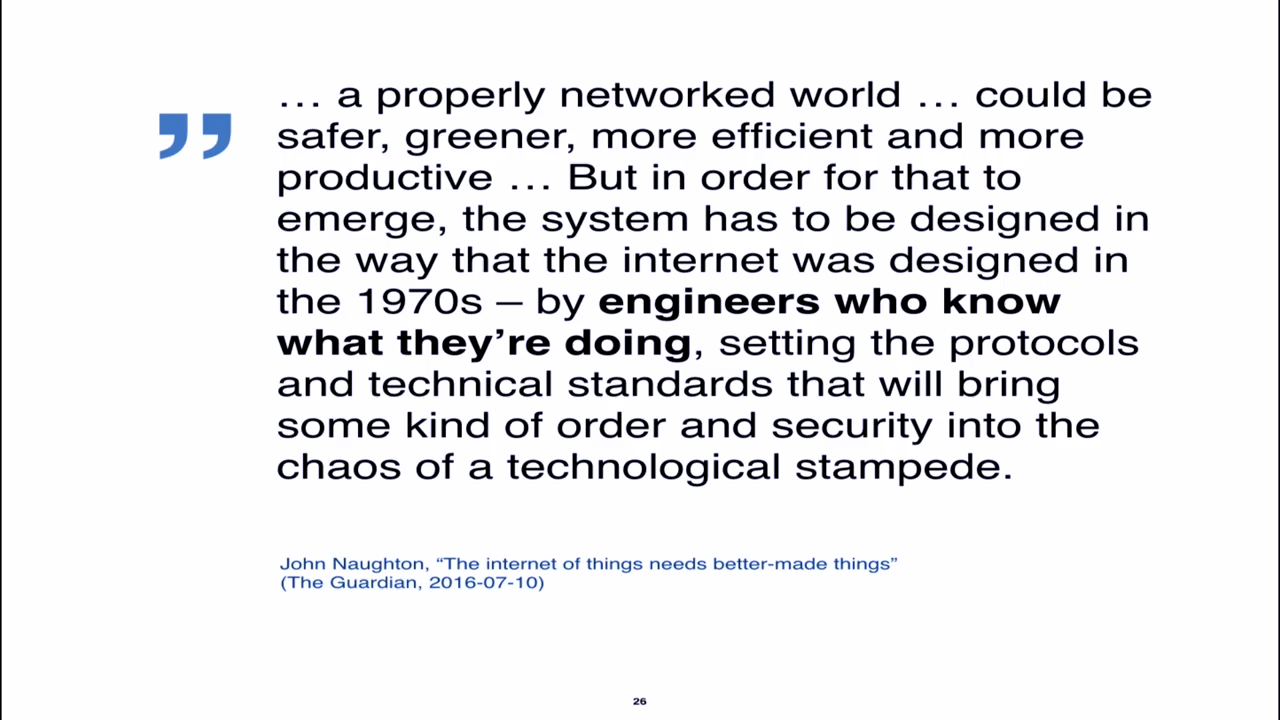 ”
… a properly networked world … could be
safer, greener, more efficient and more
productive … But in order for that to
emerge, the system has to be designed in
the way that the internet was designed in
the 1970s – by engineers who know
what they’re doing, setting the protocols
and technical standards that will bring
some kind of order and security into the
chaos of a technological stampede.
John Naughton, “The internet of things needs better-made things”
(The Guardian, 2016-07-10)
26